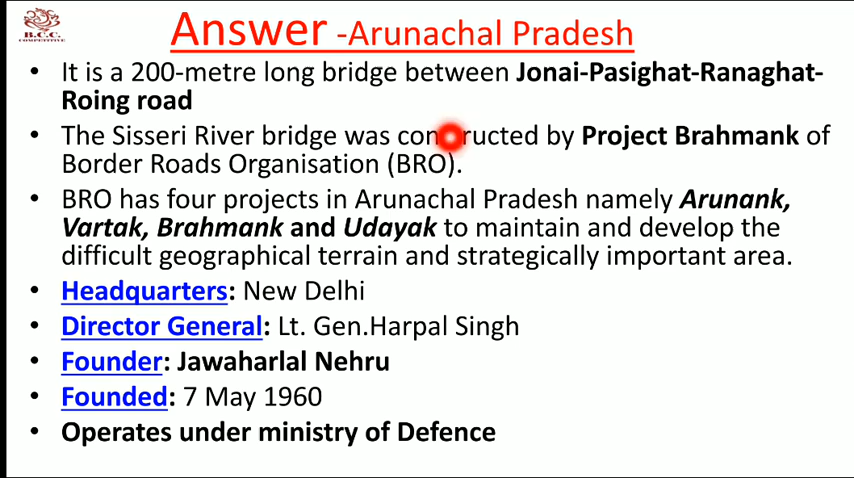 B.C.C.
COMPETITIVE
Answer -Arunachal Pradesh
• It is a 200-metre long bridge between Jonai-Pasighat-Ranaghat-
Roing road
• The Sisseri River bridge was constructed by Project Brahmank of
Border Roads Organisation (BRO).
• BRO has four projects in Arunachal Pradesh namely Arunank,
Vartak, Brahmank and Udayak to maintain and develop the
difficult geographical terrain and strategically important area.
• Headquarters: New Delhi
• Director General: Lt. Gen.Harpal Singh
• Founder: Jawaharlal Nehru
• Founded: 7 May 1960
• Operates under ministry of Defence